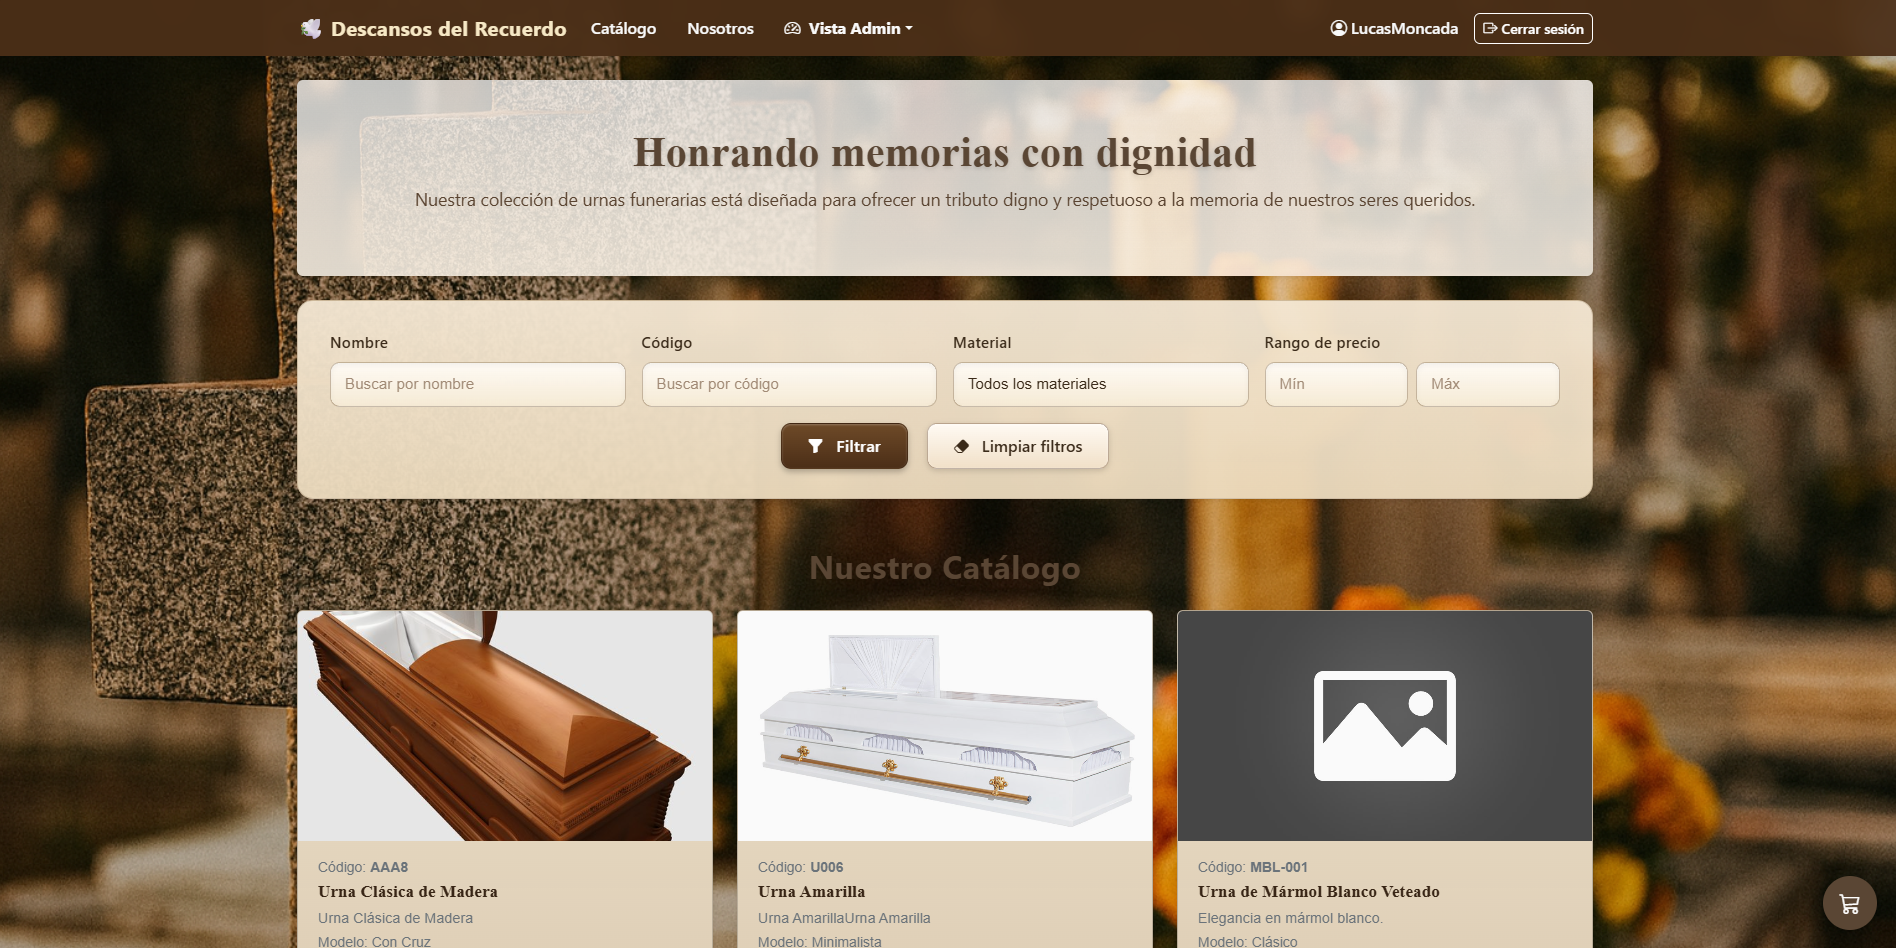 Descansos del Recuerdo Catálogo Nosotros Vista Admin LucasMoncada Cerrar sesión
Honrando memorias con dignidad
Nuestra colección de urnas funerarias está diseñada para ofrecer un tributo digno y respetuoso a la memoria de nuestros seres queridos.
Nombre Código Material Rango de precio
Buscar por nombre Buscar por código Todos los materiales Mín Máx
Filtrar Limpiar filtros
Nuestro Catálogo
Código: AAA8
Urna Clásica de Madera
Urna Clásica de Madera
Modelo: Con Cruz
Código: U006
Urna Amarilla
Urna AmarillaUrna Amarilla
Modelo: Minimalista
Código: MBL-001
Urna de Mármol Blanco Veteado
Elegancia en mármol blanco.
Modelo: Clásico